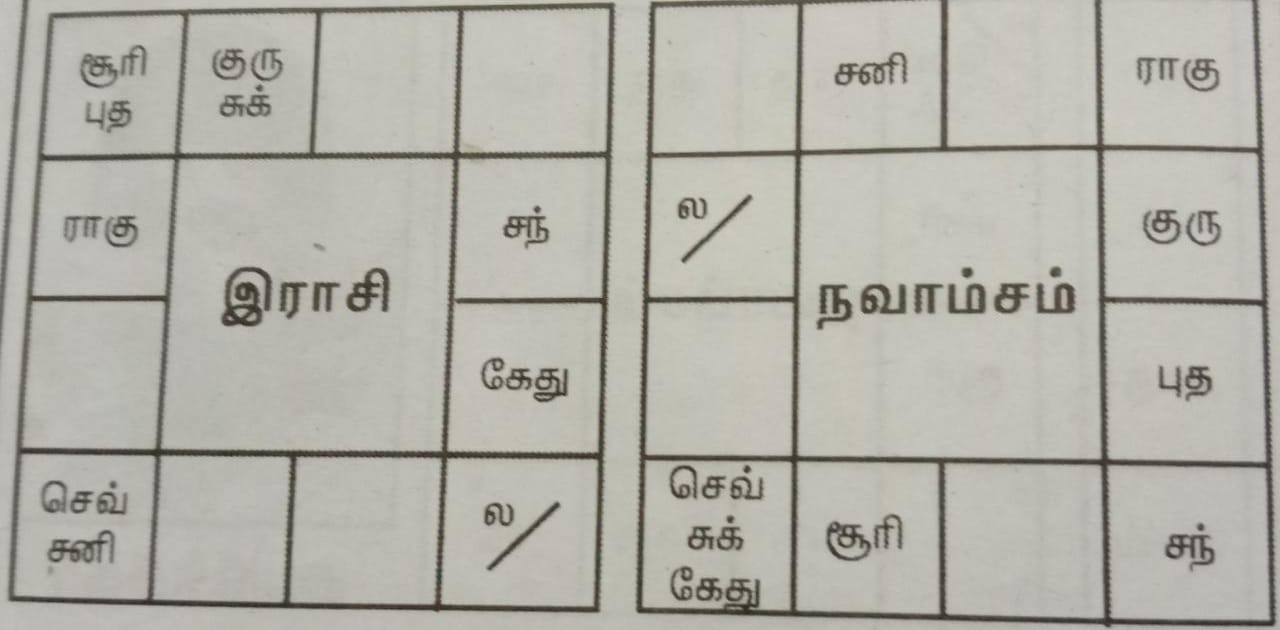 சூரி
புத
குரு
சுக்
ராகு
இராசி
சந்
கேது
செவ்
சனி
ல
சனி
ராகு
ல
நவாம்சம்
குரு
புத
செவ்
சுக்
கேது
சூரி
சந்